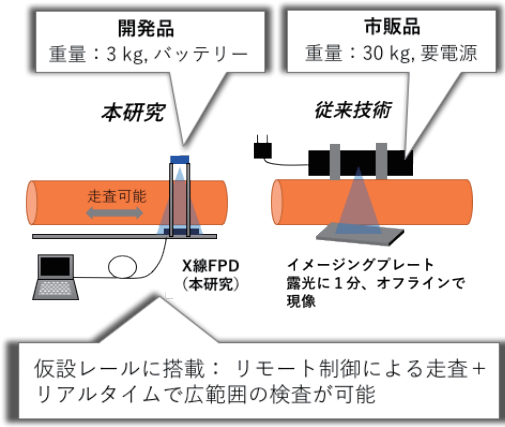 開発品
重量：3 kg, バッテリー
市販品
重量：30 kg, 要電源
本研究
従来技術
走査可能
X線FPD
（本研究）
イメージングプレート
露光に１分、オフラインで
現像
仮設レールに搭載： リモート制御による走査＋
リアルタイムで広範囲の検査が可能